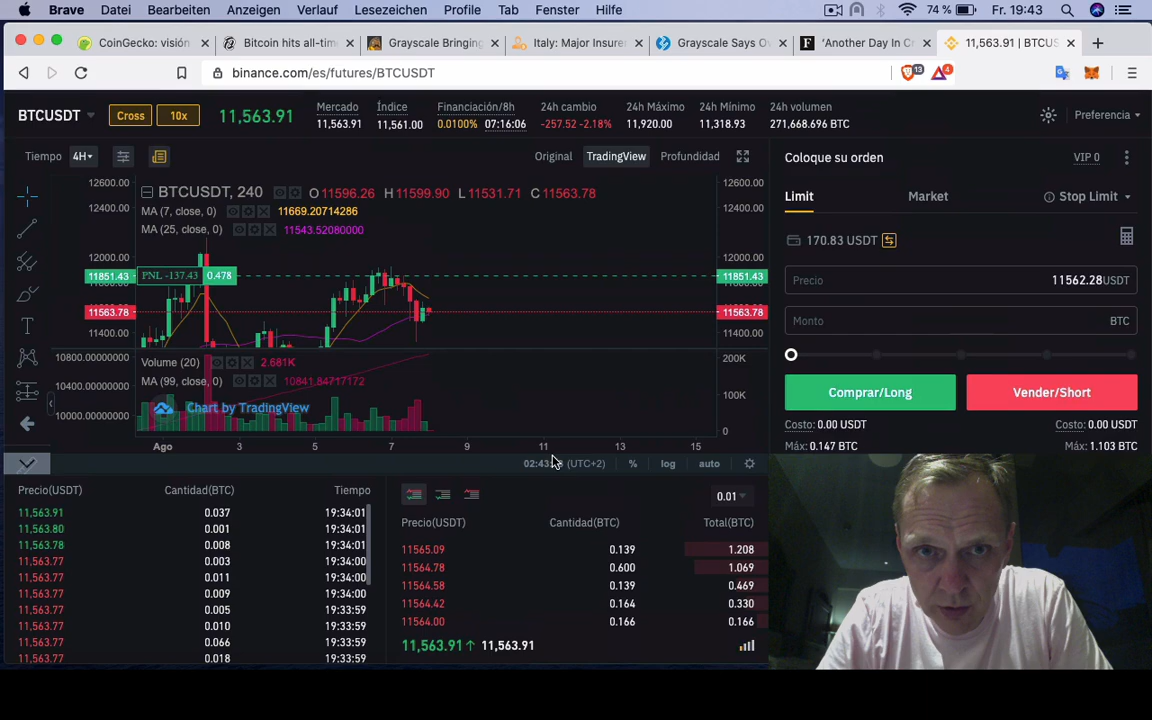 Brave Datei Bearbeiten Anzeigen Verlauf Lesezeichen Profile Tab Fenster Hilfe 74 % Fr. 19:43
CoinGecko: visión Bitcoin hits all-tim Grayscale Bringing Italy: Major Insure Grayscale Says O 'Another Day In C 11,563.91 | BTCUS
binance.com/es/futures/BTCUSDT 13 4
BTCUSDT Cross 10x 11,563.91
Mercado Índice Financiación/8h 24h cambio 24h Máximo 24h Mínimo 24h volumen
11,563.91 11,561.00 0.0100% 07:16:06 -257.52 -2.18% 11,920.00 11,318.93 271,668.696 BTC
Preferencia
Tiempo 4H Original TradingView Profundidad
Coloque su orden VIP 0
12600.00 BTCUSDT, 240 O 11596.26 H 11599.90 L 11531.71 C 11563.78 12600.00
Limit Market Stop Limit
12400.00 MA (7, close, 0) 11669.20714286 12400.00
MA (25, close, 0) 11543.52080000
170.83 USDT
12000.00 12000.00
11851.43 PNL -137.43 0.478 11851.43
Precio 11562.28 USDT
11563.78 11563.78
Monto BTC
11400.00 11400.00
10800.00000000 Volume (20) 2.681K 200K
MA (99, close, 0) 10841.84717172
10400.00000000 100K
Chart by TradingView
10000.00000000 0
Comprar/Long Vender/Short
Costo: 0.00 USDT Costo: 0.00 USDT
Máx: 0.147 BTC Máx: 1.103 BTC
Ago 3 5 7 9 11 13 15
(UTC+2) % log auto
Precio(USDT) Cantidad(BTC) Tiempo
11,563.91 0.037 19:34:01
11,563.80 0.001 19:34:01
11,563.78 0.008 19:34:01
11,563.77 0.003 19:34:00
11,563.77 0.011 19:34:00
11,563.77 0.009 19:34:00
11,563.77 0.005 19:33:59
11,563.77 0.010 19:33:59
11,563.77 0.066 19:33:59
11,563.77 0.018 19:33:59
0.01
Precio(USDT) Cantidad(BTC) Total(BTC)
11565.09 0.139 1.208
11564.78 0.600 1.069
11564.58 0.139 0.469
11564.42 0.164 0.330
11564.00 0.166 0.166
11,563.91↑ 11,563.91